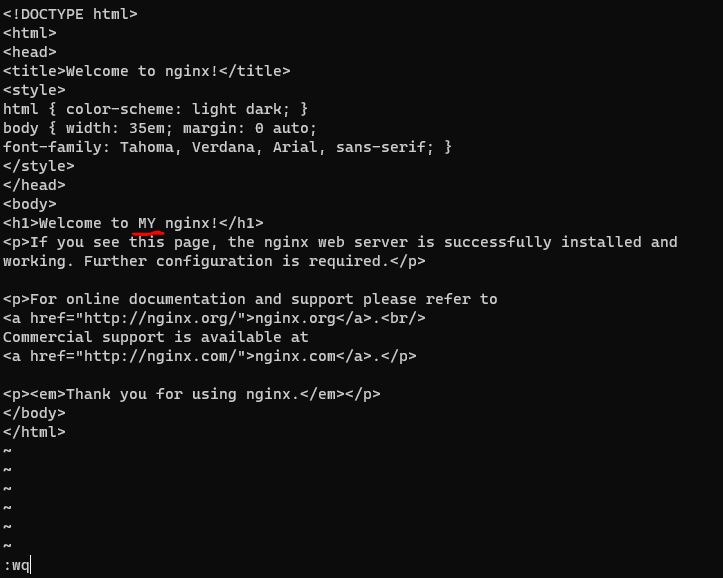 <!DOCTYPE html>
<html>
<head>
<title>Welcome to nginx!</title>
<style>
html { color-scheme: light dark; }
body { width: 35em; margin: 0 auto;
font-family: Tahoma, Verdana, Arial, sans-serif; }
</style>
</head>
<body>
<h1>Welcome to MY nginx!</h1>
<p>If you see this page, the nginx web server is successfully installed and
working. Further configuration is required.</p>

<p>For online documentation and support please refer to
<a href="http://nginx.org/">nginx.org</a>.<br/>
Commercial support is available at
<a href="http://nginx.com/">nginx.com</a>.</p>

<p><em>Thank you for using nginx.</em></p>
</body>
</html>
~
~
~
~
~
~
:wq